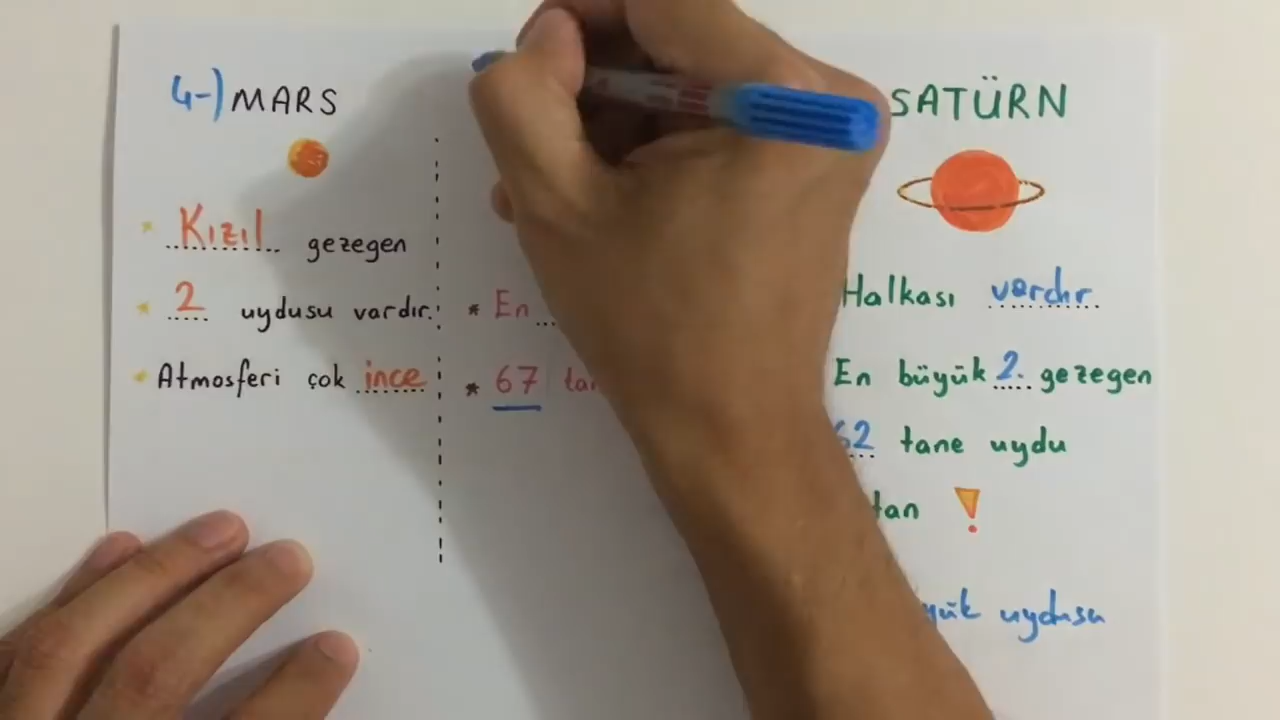 4-) MARS
Kızıl gezegen
2 uydusu vardır.
Atmosferi çok ince
* En
* 67
SATÜRN
Halkası vardır.
En büyük 2. gezegen
62 tane uydu
!
uydusu